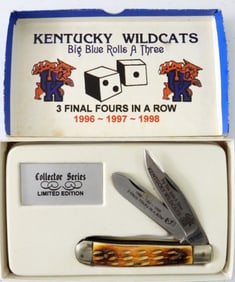 KENTUCKY WILDCATS
Big Blue Rolls A Three
3 FINAL FOURS IN A ROW
1996 ~ 1997 ~ 1998
Collector Series
LIMITED EDITION